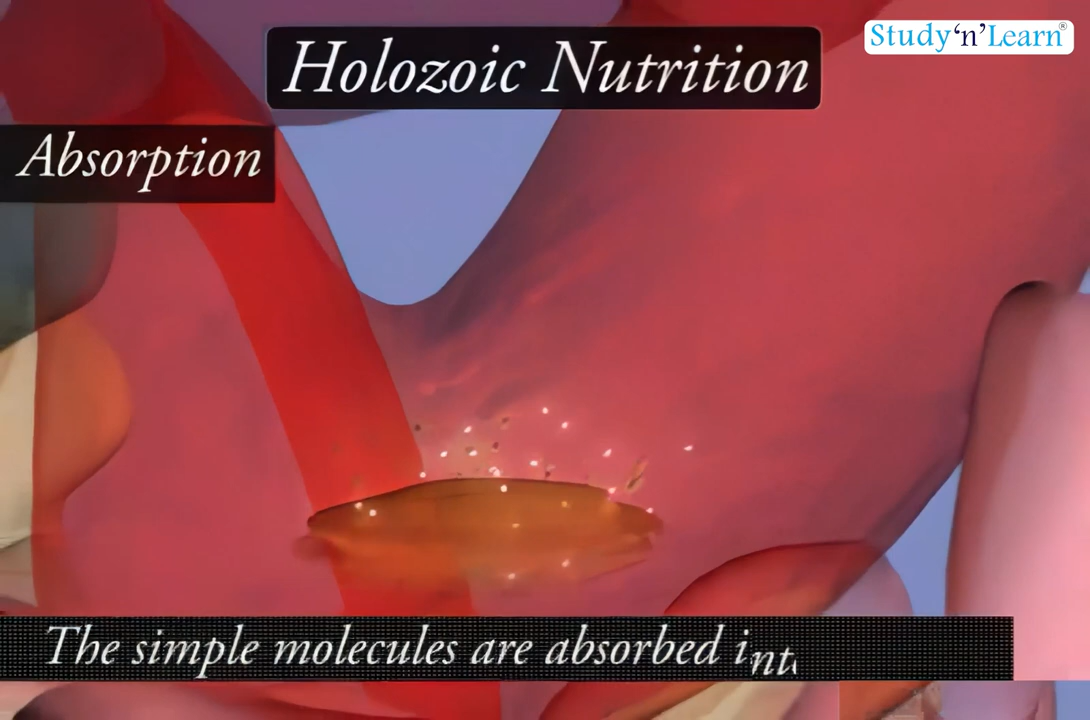 Study‘n’Learn®
Holozoic Nutrition
Absorption
The simple molecules are absorbed